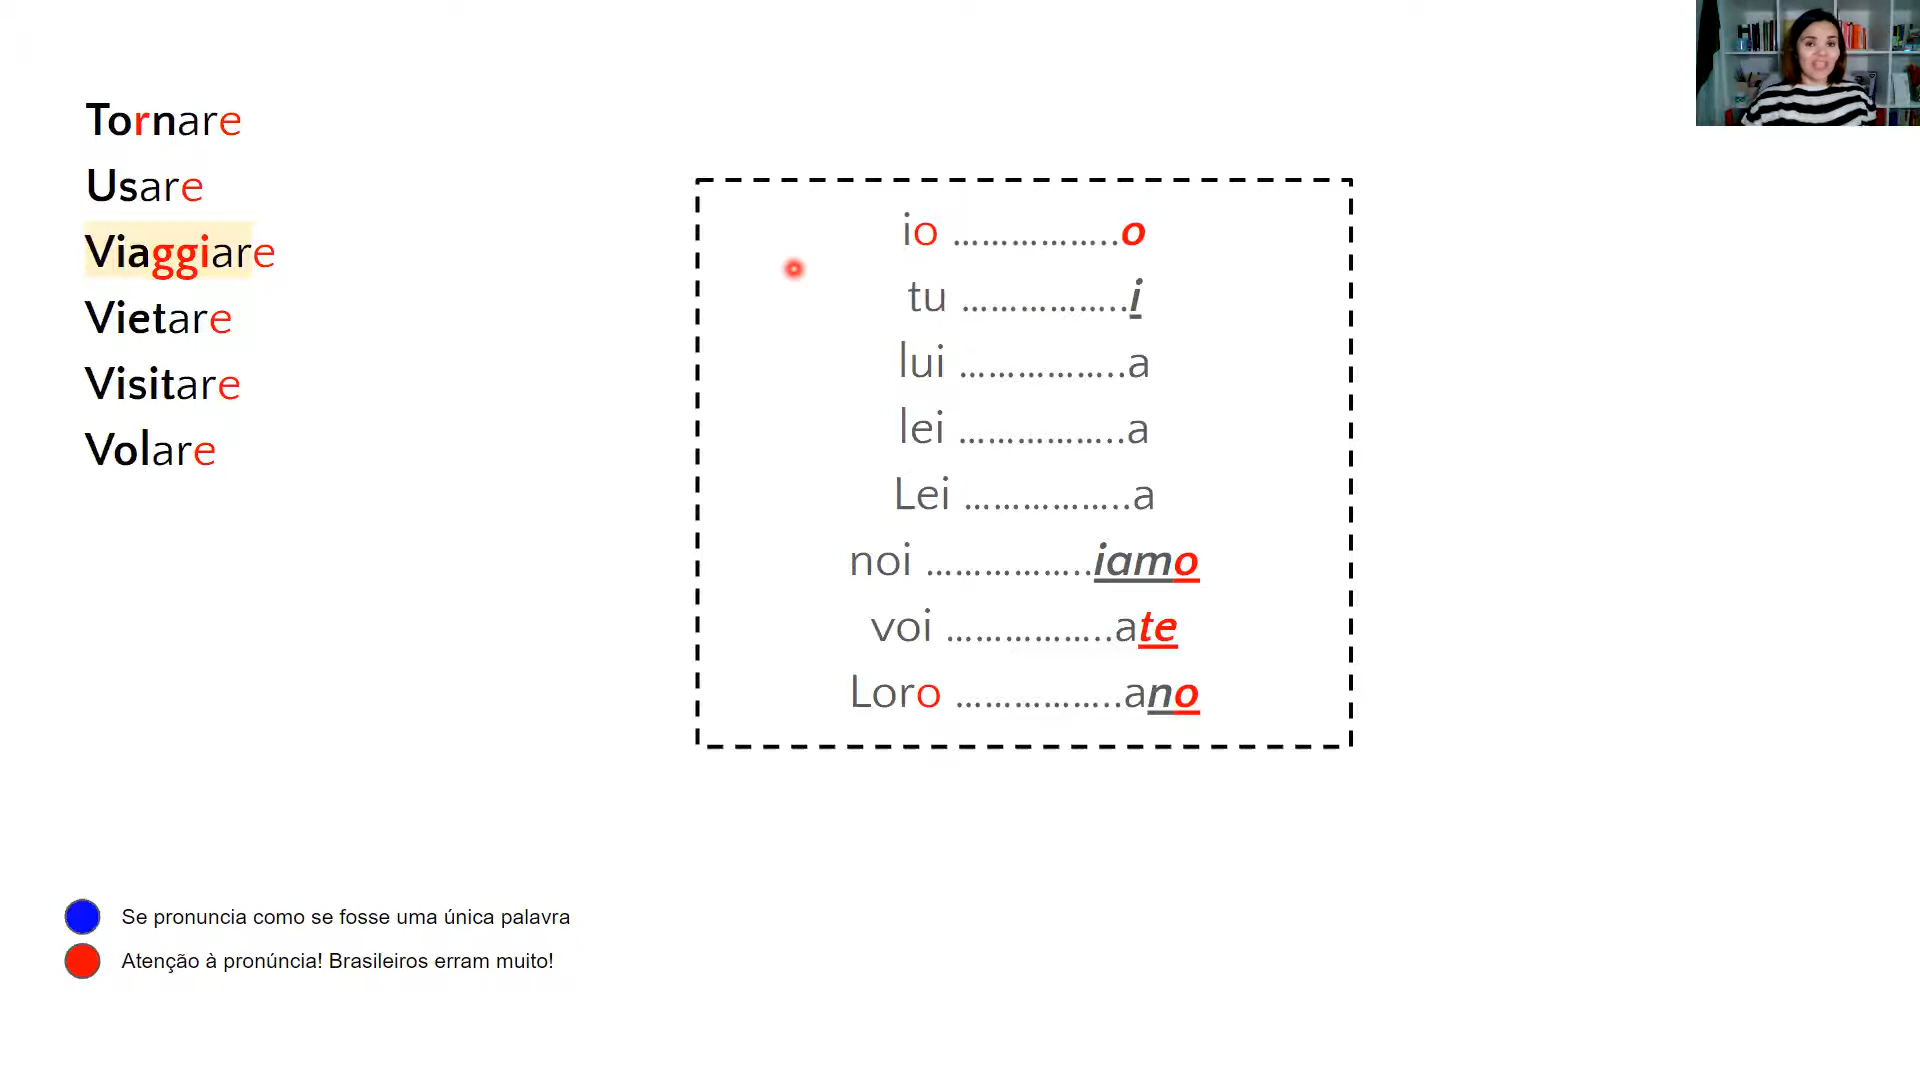 Tornare
Usare
Viaggiare
Vietare
Visitare
Volare
io ……………..o
tu ……………..i
lui ……………..a
lei ……………..a
Lei ……………..a
noi ……………..iamo
voi ……………..ate
Loro ……………..ano
Se pronuncia como se fosse uma única palavra
Atenção à pronúncia! Brasileiros erram muito!